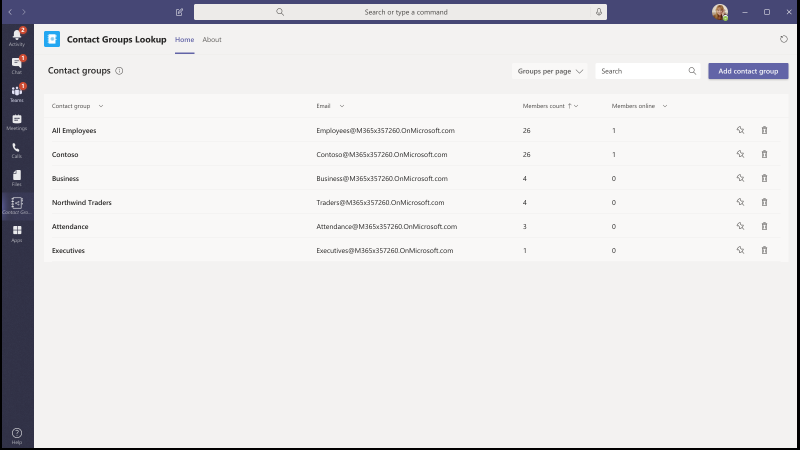 Search or type a command
2
Activity
1
Chat
1
Teams
Meetings
Calls
Files
Contact Gro...
Apps
Help
Contact Groups Lookup Home About
Contact groups
Groups per page Search Add contact group
Contact group Email Members count Members online
All Employees Employees@M365x357260.OnMicrosoft.com 26 1
Contoso Contoso@M365x357260.OnMicrosoft.com 26 1
Business Business@M365x357260.OnMicrosoft.com 4 0
Northwind Traders Traders@M365x357260.OnMicrosoft.com 4 0
Attendance Attendance@M365x357260.OnMicrosoft.com 3 0
Executives Executives@M365x357260.OnMicrosoft.com 1 0